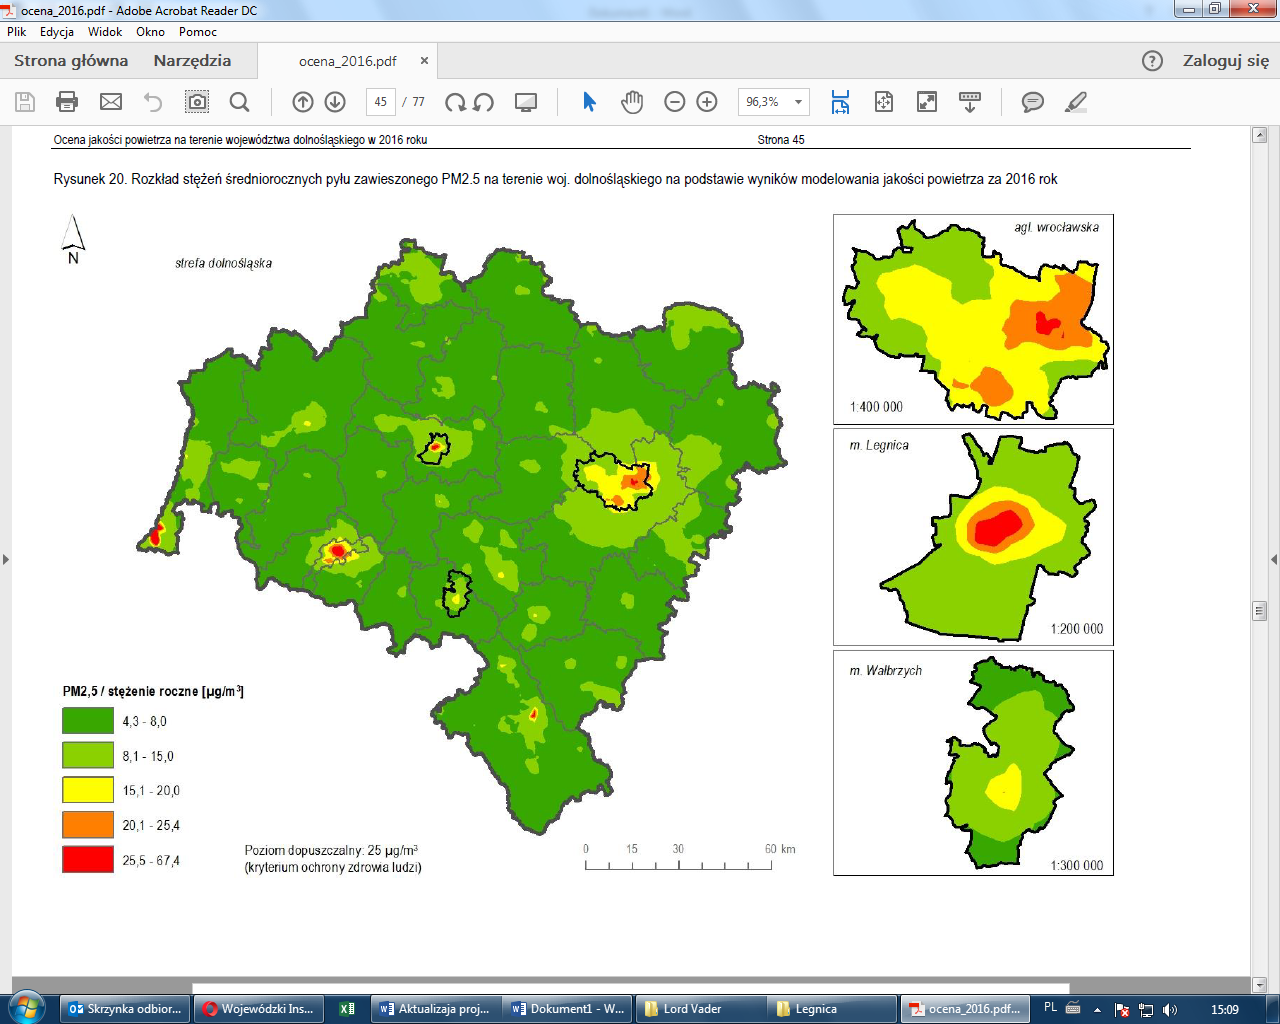 ocena_2016.pdf - Adobe Acrobat Reader DC
Plik Edycja Widok Okno Pomoc
Strona główna Narzędzia ocena_2016.pdf × ? Zaloguj się
45 / 77 96,3%
Ocena jakości powietrza na terenie województwa dolnośląskiego w 2016 roku Strona 45
Rysunek 20. Rozkład stężeń średniorocznych pyłu zawieszonego PM2.5 na terenie woj. dolnośląskiego na podstawie wyników modelowania jakości powietrza za 2016 rok
N
strefa dolnośląska
agl. wrocławska
1:400 000
m. Legnica
1:200 000
m. Wałbrzych
1:300 000
PM2,5 / stężenie roczne [µg/m³]
4,3 - 8,0
8,1 - 15,0
15,1 - 20,0
20,1 - 25,4
25,5 - 67,4
Poziom dopuszczalny: 25 µg/m³
(kryterium ochrony zdrowia ludzi)
0 15 30 60 km
Skrzynka odbior... Wojewódzki Ins... Aktualizaja proj... Dokument1 - W... Lord Vader Legnica ocena_2016.pdf... PL 15:09